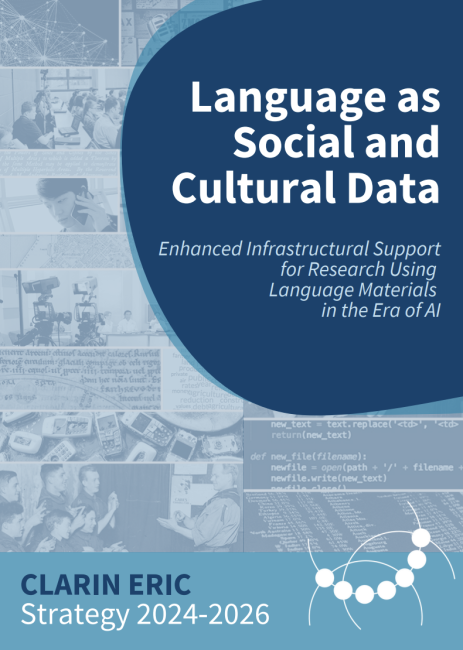 Language as
Social and
Cultural Data
Enhanced Infrastructural Support
for Research Using
Language Materials
in the Era of AI
new_text = text.replace('<td>', '<td>
return(new_text)
def new_file(filename):
newfile = open(path + '/' + filename +
newfile.write(new_text)
newfile.close()
CLARIN ERIC
Strategy 2024-2026